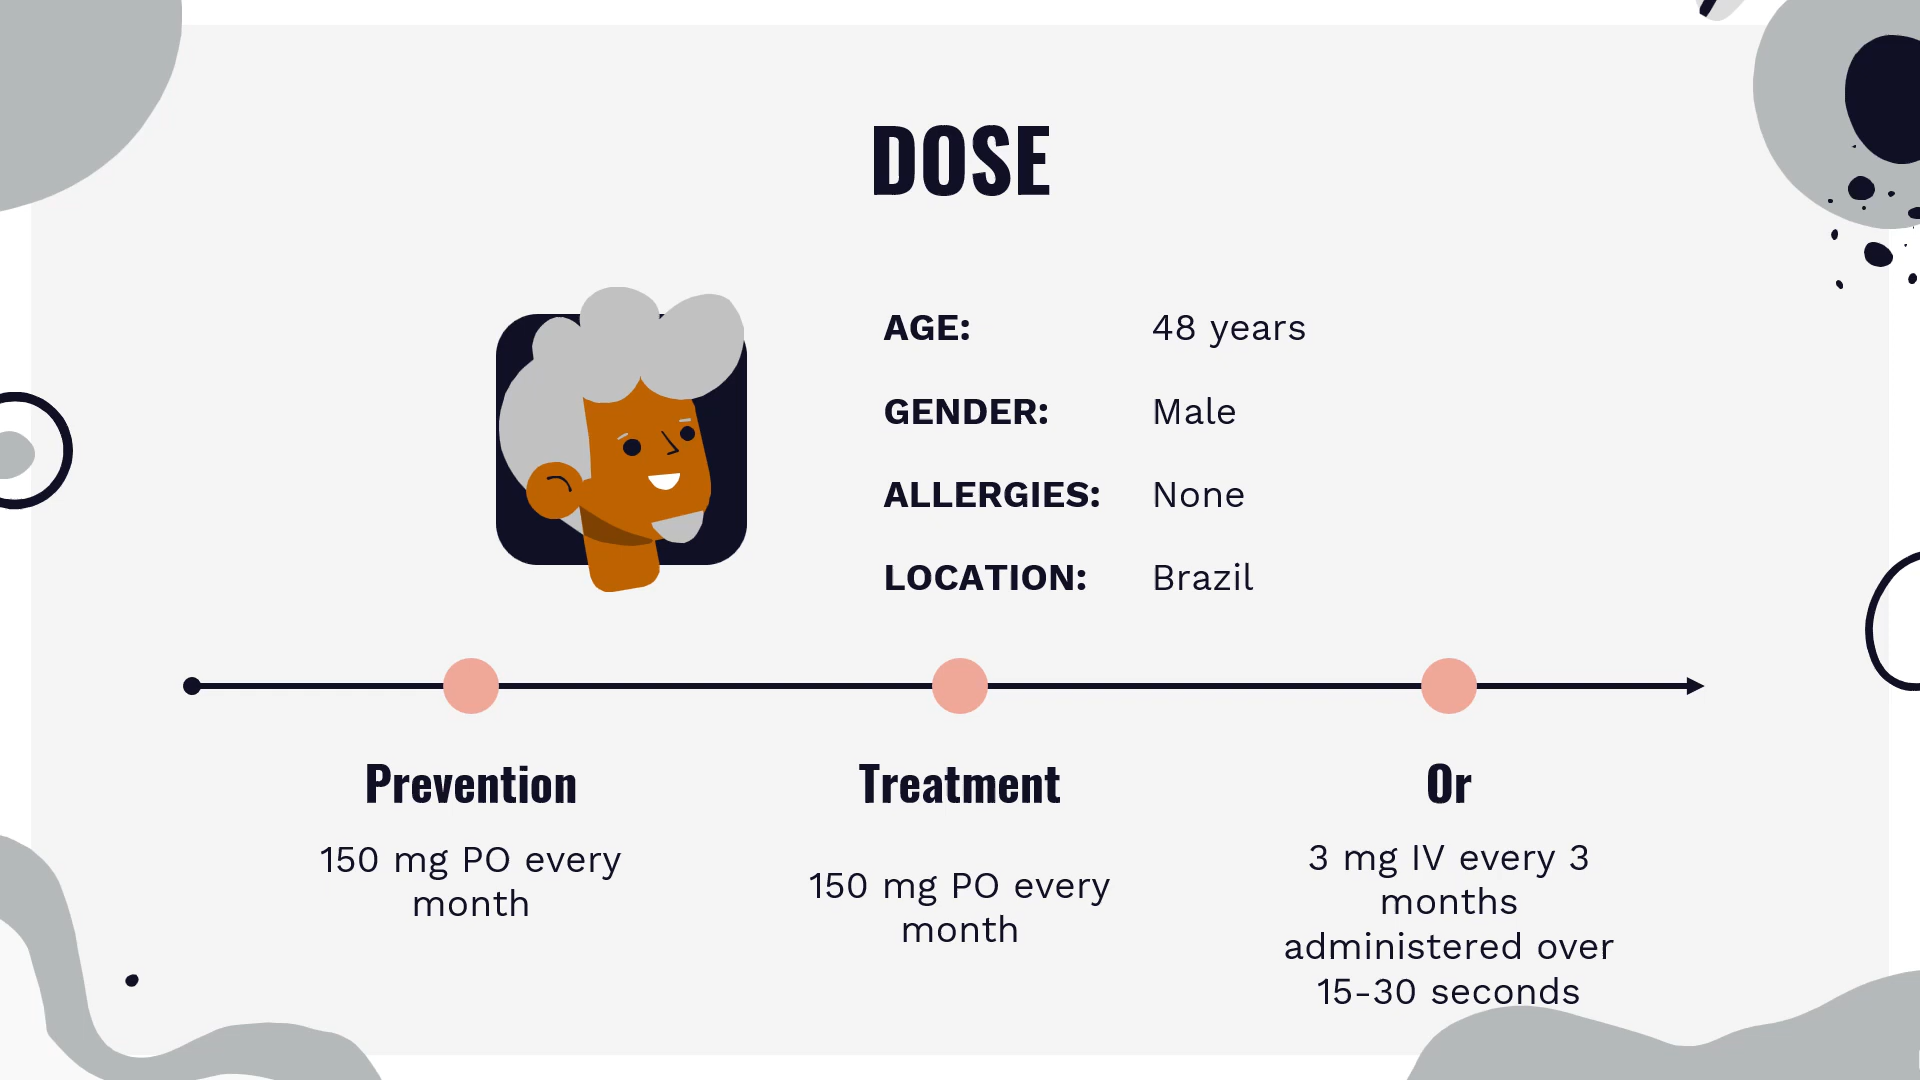 DOSE
AGE: 48 years
GENDER: Male
ALLERGIES: None
LOCATION: Brazil
Prevention
150 mg PO every
month
Treatment
150 mg PO every
month
Or
3 mg IV every 3
months
administered over
15-30 seconds